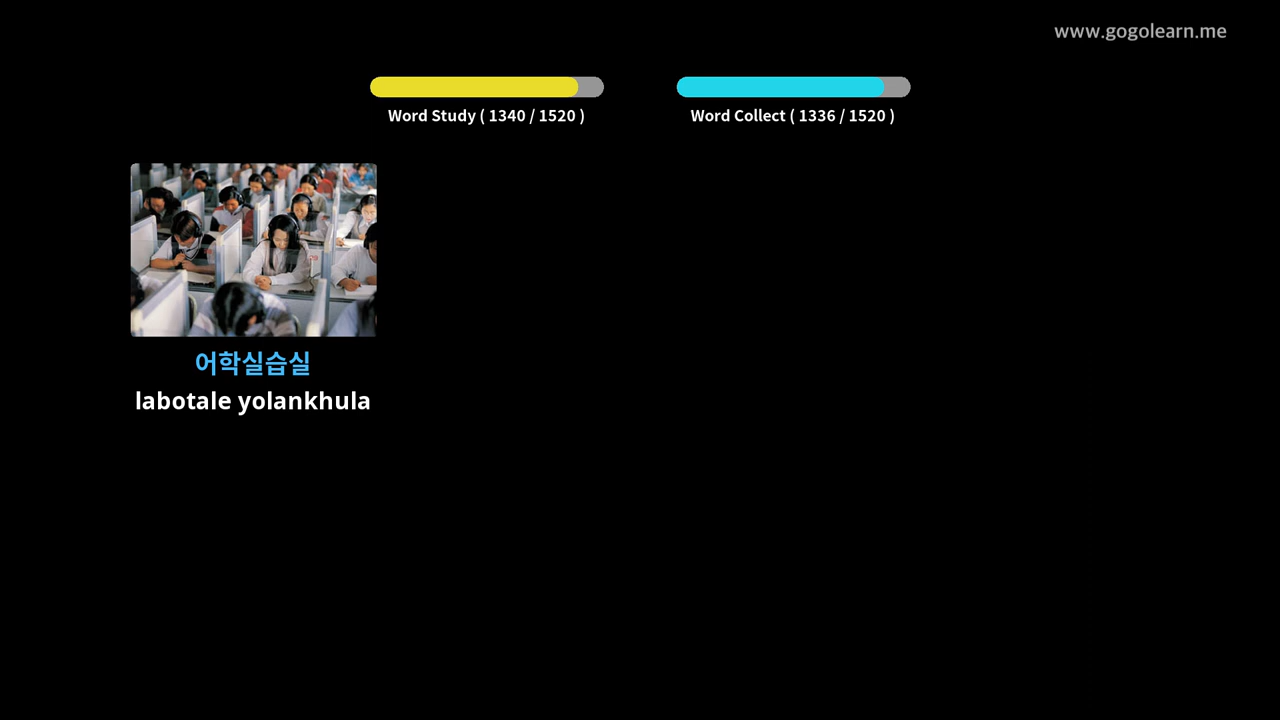 www.gogolearn.me
Word Study ( 1340 / 1520 )
Word Collect ( 1336 / 1520 )
어학실습실
labotale yolankhula